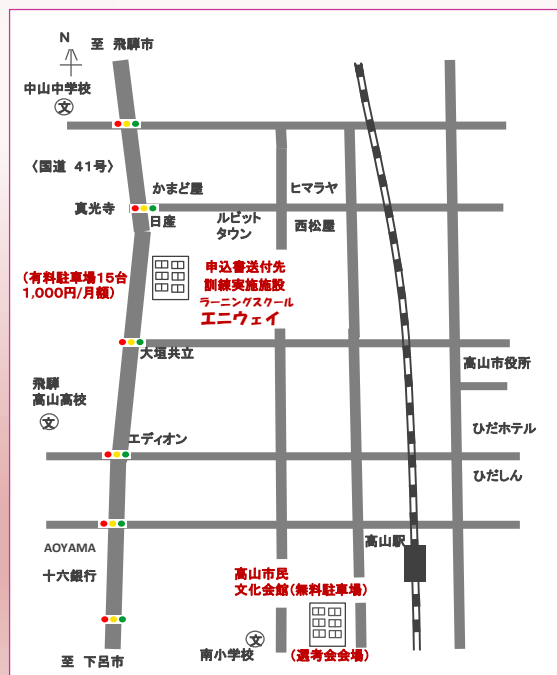 N
至 飛騨市
中山中学校
文
〈国道 41号〉
かまど屋
ヒマラヤ
真光寺
日産
ルビット
タウン
西松屋
(有料駐車場15台
1,000円/月額)
申込書送付先
訓練実施施設
ラーニングスクール
エニウェイ
大垣共立
高山市役所
飛騨
高山高校
文
エディオン
ひだホテル
ひだしん
高山駅
AOYAMA
十六銀行
高山市民
文化会館(無料駐車場)
文
南小学校
(選考会会場)
至 下呂市